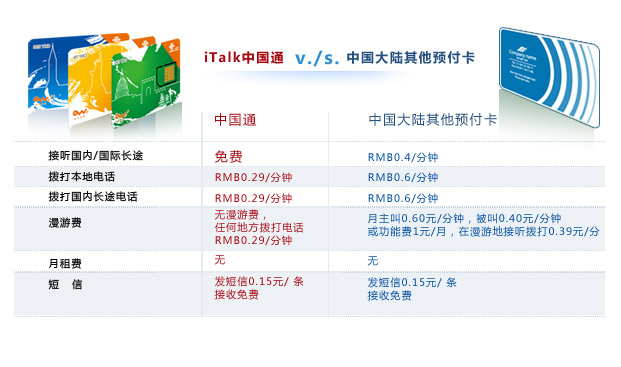 iTalk中国通 v./s. 中国大陆其他预付卡
Company name
中国通 中国大陆其他预付卡
接听国内/国际长途 免费 RMB0.4/分钟
拨打本地电话 RMB0.29/分钟 RMB0.6/分钟
拨打国内长途电话 RMB0.29/分钟 RMB0.6/分钟
漫游费
无漫游费，
任何地方拨打电话
RMB0.29/分钟
月主叫0.60元/分钟，被叫0.40元/分钟
或功能费1元/月，在漫游地接听拨打0.39元/分
月租费 无 无
短 信
发短信0.15元/ 条
接收免费
发短信0.15元/ 条
接收免费